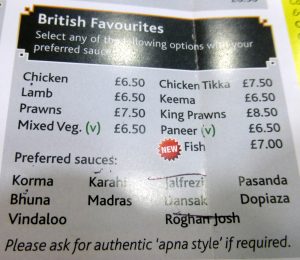 £6.50
British Favourites
Select any of the following options with your
preferred sauce
Chicken £6.50 Chicken Tikka £7.50
Lamb £6.50 Keema £6.50
Prawns £7.50 King Prawns £8.50
Mixed Veg. (v) £6.50 Paneer (v) £6.50
NEW Fish £7.00
Preferred sauces:
Korma Karahi Jalfrezi Pasanda
Bhuna Madras Dansak Dopiaza
Vindaloo Roghan Josh
Please ask for authentic 'apna style' if required.